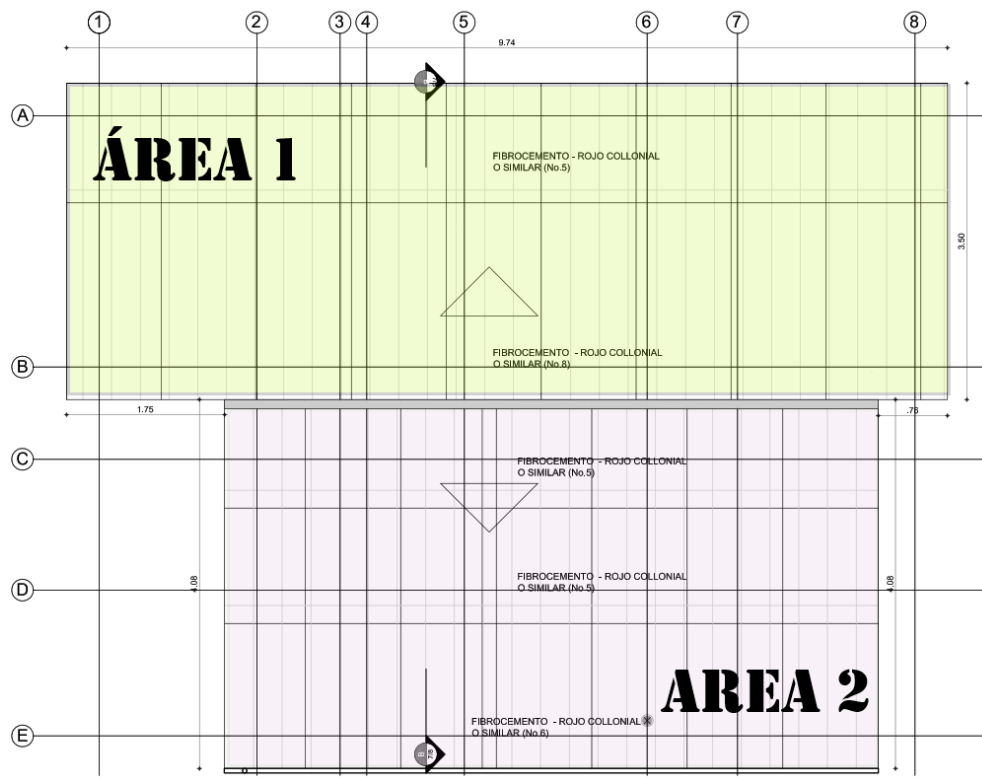 1 2 3 4 5 6 7 8
9.74
A
ÁREA 1
FIBROCEMENTO - ROJO COLLONIAL
O SIMILAR (No.5)
3.50
B
FIBROCEMENTO - ROJO COLLONIAL
O SIMILAR (No.8)
1.75
.76
C
FIBROCEMENTO - ROJO COLLONIAL
O SIMILAR (No.5)
D
4.08
FIBROCEMENTO - ROJO COLLONIAL
O SIMILAR (No.5)
4.08
AREA 2
E
FIBROCEMENTO - ROJO COLLONIAL
O SIMILAR (No.6)
B
7/8